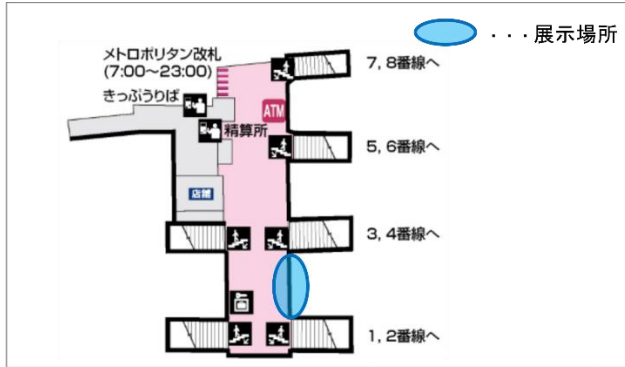 ・・・展示場所
メトロポリタン改札
(7:00～23:00)
7, 8番線へ
きっぷうりば
ATM
精算所
5, 6番線へ
店舗
3, 4番線へ
1, 2番線へ